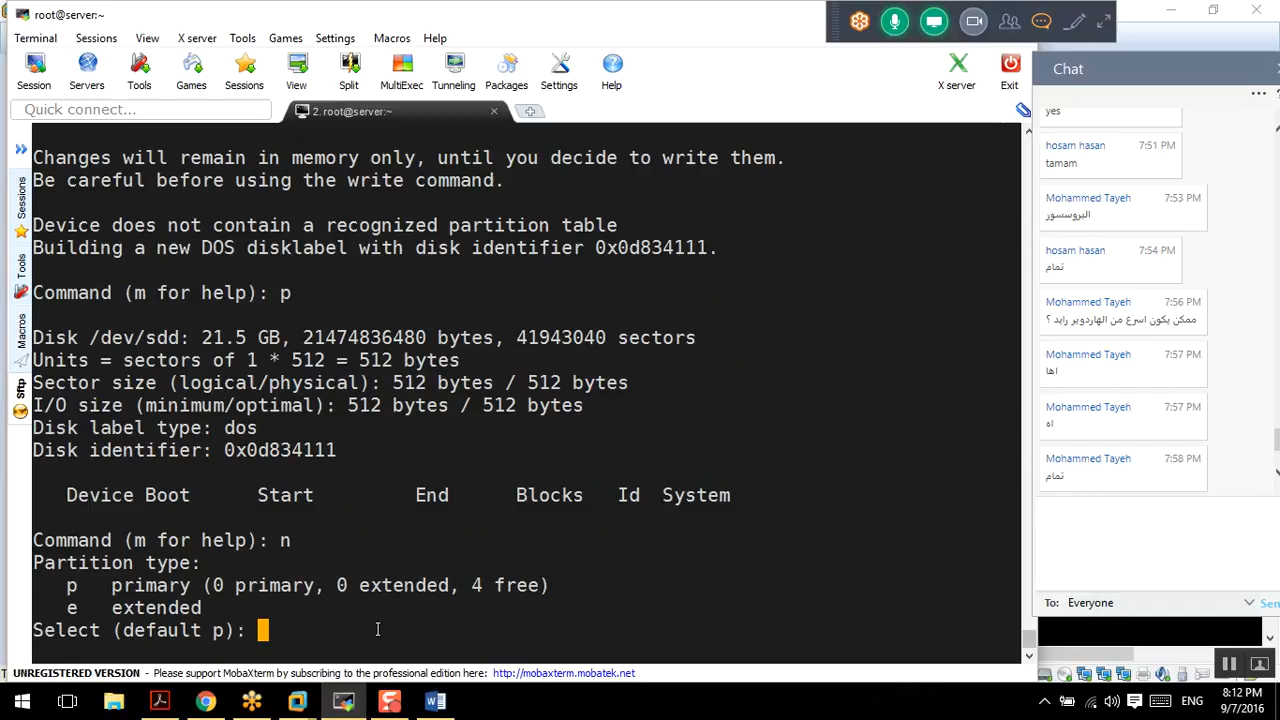 root@server:~
Terminal Sessions View X server Tools Games Settings Macros Help
Session Servers Tools Games Sessions View Split MultiExec Tunneling Packages Settings Help X server Exit
Quick connect...
2. root@server:~
Sessions
Tools
Macros
Sftp
Changes will remain in memory only, until you decide to write them.
Be careful before using the write command.
Device does not contain a recognized partition table
Building a new DOS disklabel with disk identifier 0x0d834111.
Command (m for help): p
Disk /dev/sdd: 21.5 GB, 21474836480 bytes, 41943040 sectors
Units = sectors of 1 * 512 = 512 bytes
Sector size (logical/physical): 512 bytes / 512 bytes
I/O size (minimum/optimal): 512 bytes / 512 bytes
Disk label type: dos
Disk identifier: 0x0d834111
Device Boot Start End Blocks Id System
Command (m for help): n
Partition type:
p primary (0 primary, 0 extended, 4 free)
e extended
Select (default p):
UNREGISTERED VERSION - Please support MobaXterm by subscribing to the professional edition here: http://mobaxterm.mobatek.net
Chat
yes
hosam hasan 7:51 PM
tamam
Mohammed Tayeh 7:53 PM
البروسسور
hosam hasan 7:54 PM
تمام
Mohammed Tayeh 7:56 PM
ممكن يكون اسرع من الهاردوير رايد ؟
Mohammed Tayeh 7:57 PM
اها
Mohammed Tayeh 7:57 PM
اه
Mohammed Tayeh 7:58 PM
تمام
To: Everyone
ENG
8:12 PM
9/7/2016